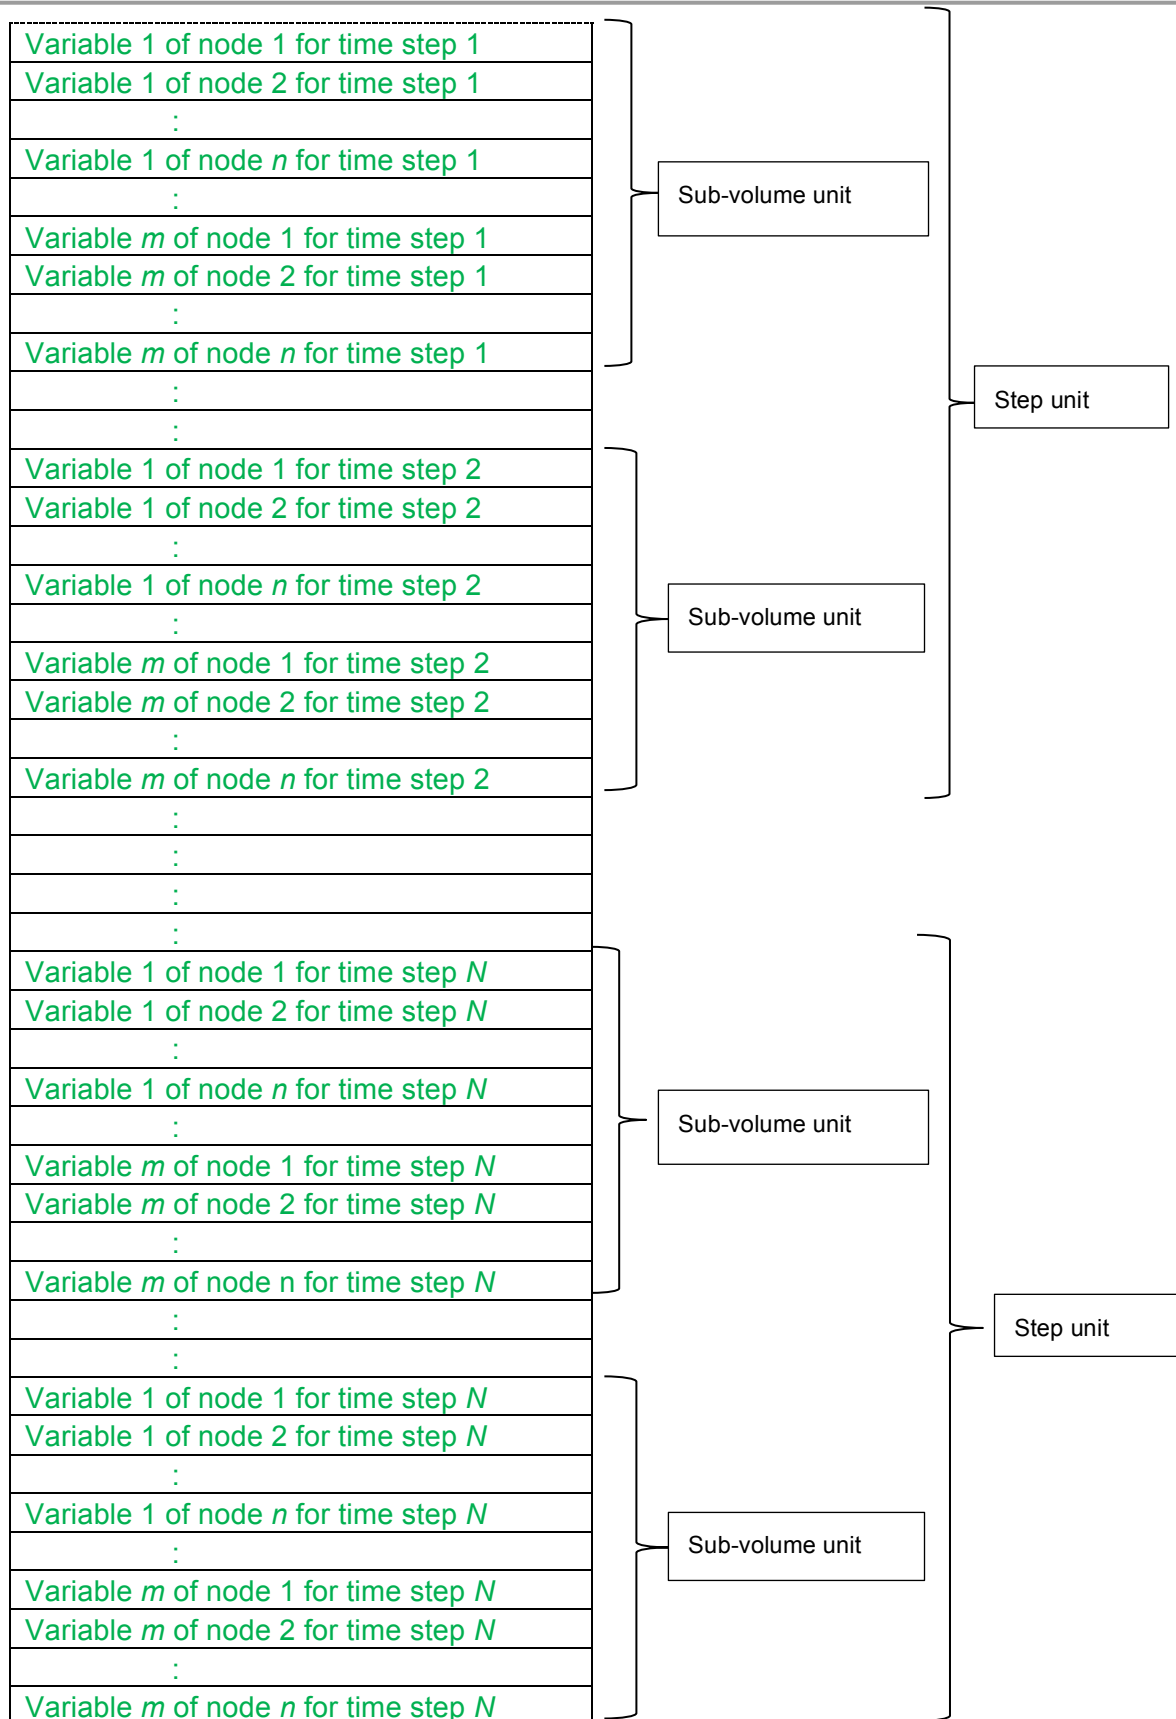 Variable 1 of node 1 for time step 1
Variable 1 of node 2 for time step 1
:
Variable 1 of node n for time step 1
:
Variable m of node 1 for time step 1
Variable m of node 2 for time step 1
:
Variable m of node n for time step 1
:
:
Variable 1 of node 1 for time step 2
Variable 1 of node 2 for time step 2
:
Variable 1 of node n for time step 2
:
Variable m of node 1 for time step 2
Variable m of node 2 for time step 2
:
Variable m of node n for time step 2
:
:
:
:
Variable 1 of node 1 for time step N
Variable 1 of node 2 for time step N
:
Variable 1 of node n for time step N
:
Variable m of node 1 for time step N
Variable m of node 2 for time step N
:
Variable m of node n for time step N
:
:
Variable 1 of node 1 for time step N
Variable 1 of node 2 for time step N
:
Variable 1 of node n for time step N
:
Variable m of node 1 for time step N
Variable m of node 2 for time step N
:
Variable m of node n for time step N
Sub-volume unit
Sub-volume unit
Sub-volume unit
Sub-volume unit
Step unit
Step unit